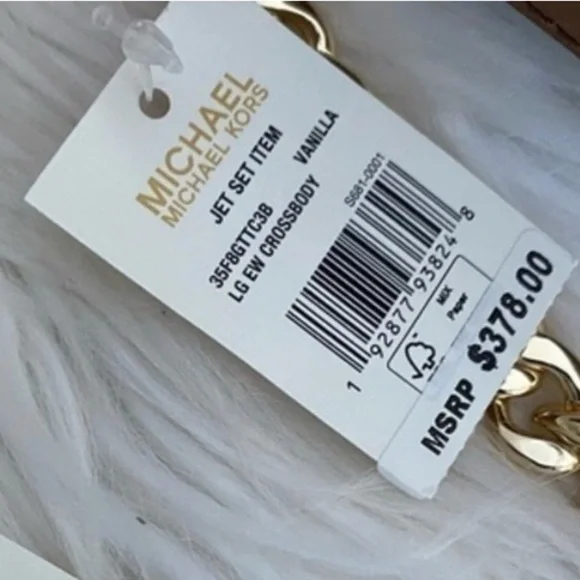 MICHAEL
MICHAEL KORS
JET SET ITEM
35F8GTTC3B VANILLA
LG EW CROSSBODY
S681-0001
1 92877 93824 8
MIX
Paper
MSRP $378.00